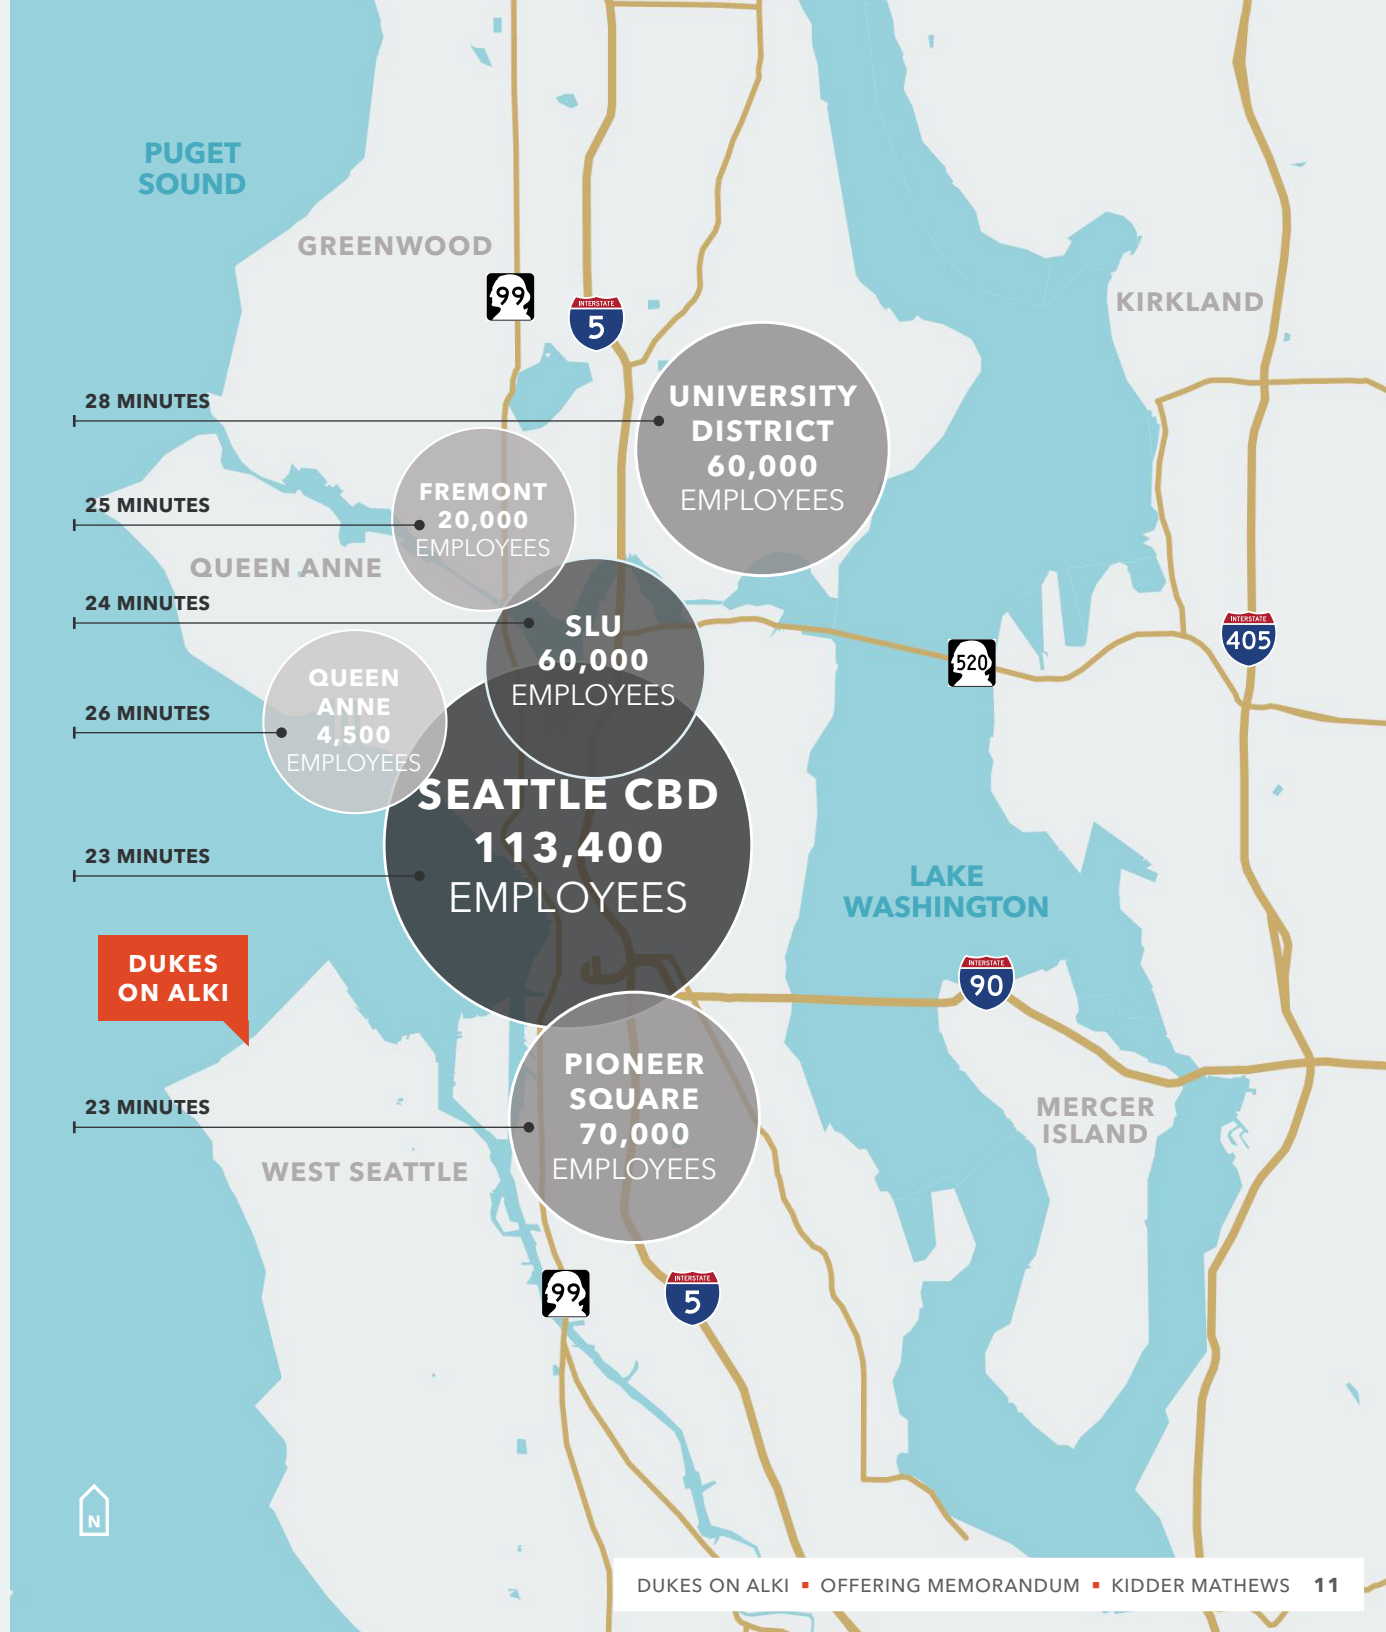 PUGET
SOUND
GREENWOOD
99
INTERSTATE
5
KIRKLAND
28 MINUTES
UNIVERSITY
DISTRICT
60,000
EMPLOYEES
25 MINUTES
FREMONT
20,000
EMPLOYEES
QUEEN ANNE
24 MINUTES
SLU
60,000
EMPLOYEES
520
INTERSTATE
405
QUEEN
ANNE
4,500
EMPLOYEES
26 MINUTES
SEATTLE CBD
113,400
EMPLOYEES
23 MINUTES
LAKE
WASHINGTON
DUKES
ON ALKI
INTERSTATE
90
PIONEER
SQUARE
70,000
EMPLOYEES
23 MINUTES
MERCER
ISLAND
WEST SEATTLE
99
INTERSTATE
5
N
DUKES ON ALKI ▪ OFFERING MEMORANDUM ▪ KIDDER MATHEWS 11